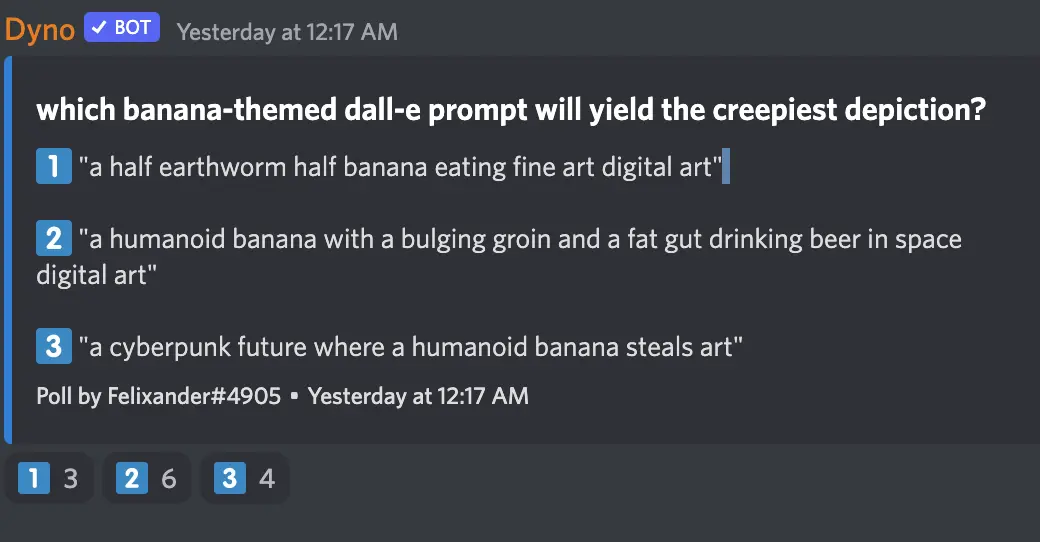 Dyno ✓ BOT Yesterday at 12:17 AM
which banana-themed dall-e prompt will yield the creepiest depiction?
1 "a half earthworm half banana eating fine art digital art"
2 "a humanoid banana with a bulging groin and a fat gut drinking beer in space
digital art"
3 "a cyberpunk future where a humanoid banana steals art"
Poll by Felixander#4905 • Yesterday at 12:17 AM
1 3 2 6 3 4